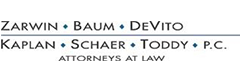 ZARWIN ♦ BAUM ♦ DEVITO
KAPLAN ♦ SCHAER ♦ TODDY ♦ P.C.
ATTORNEYS AT LAW